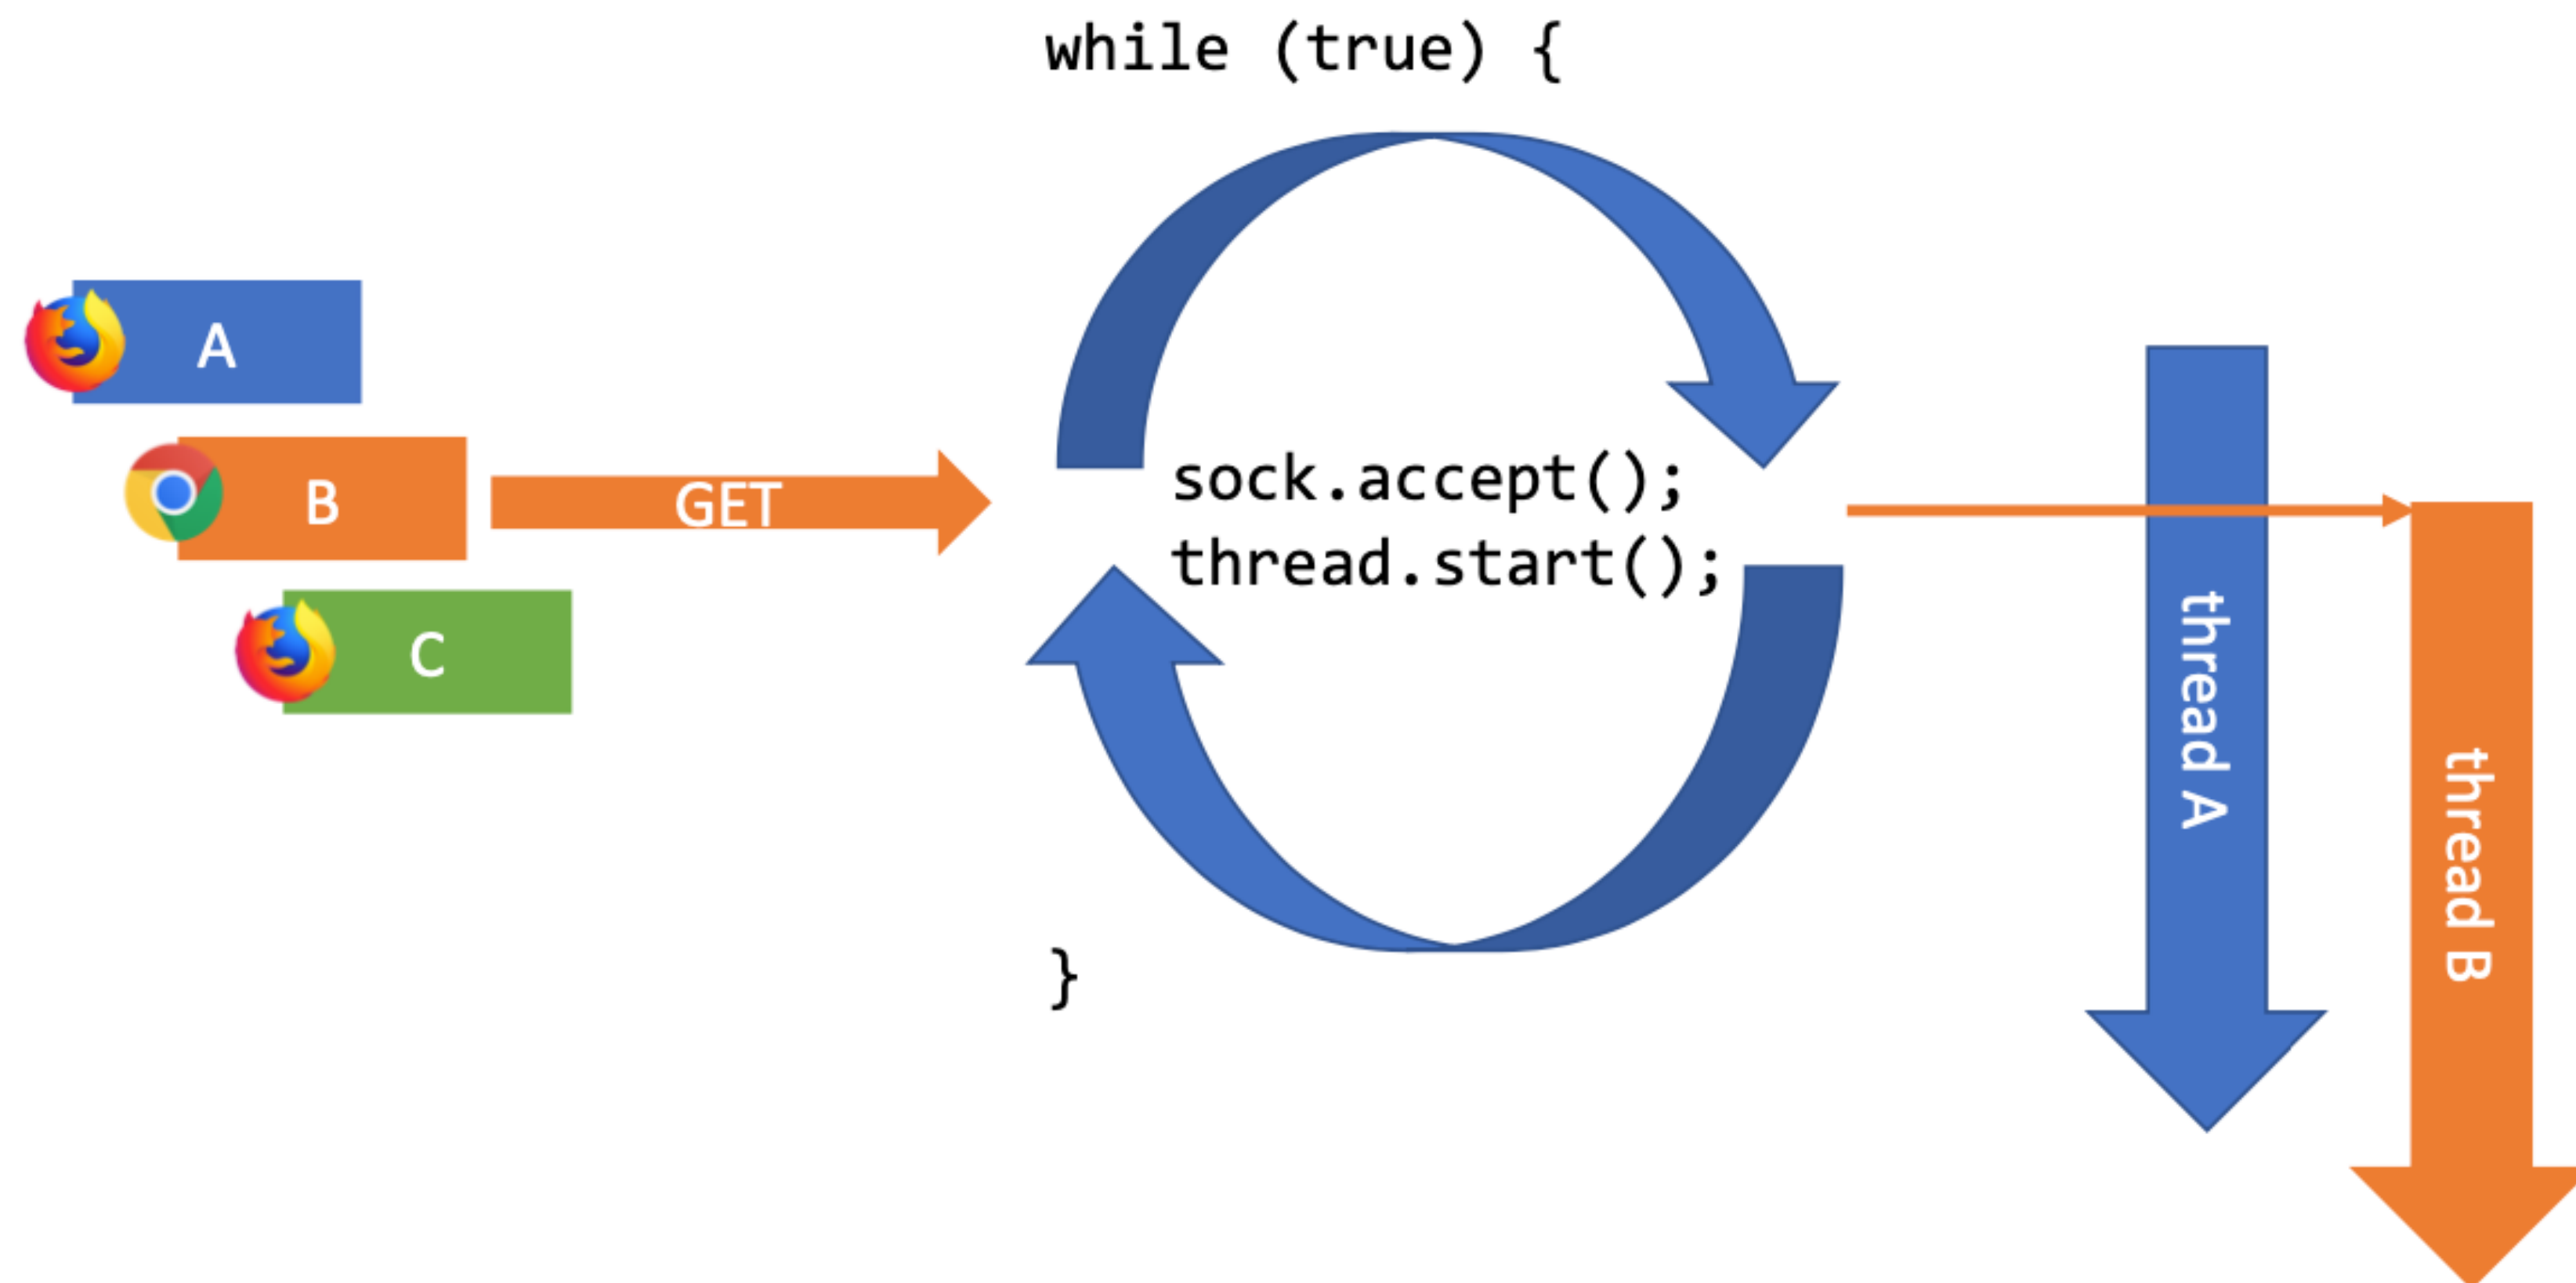 while (true) {
A
B
GET
C
sock.accept();
thread.start();
}
thread A
thread B